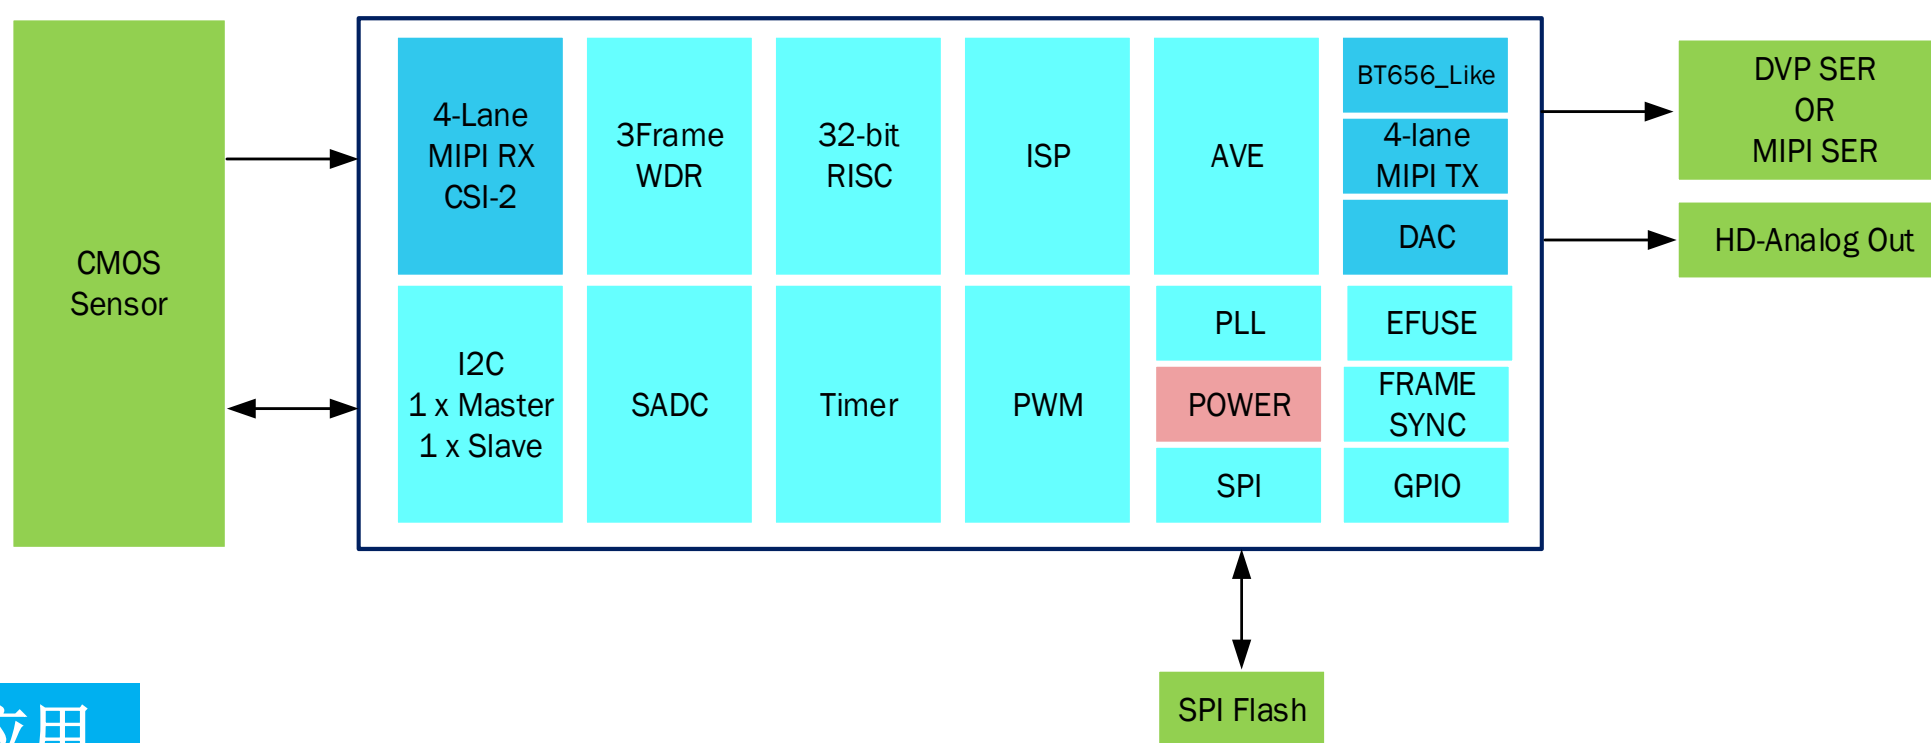 CMOS
Sensor
4-Lane
MIPI RX
CSI-2
3Frame
WDR
32-bit
RISC
ISP
AVE
BT656_Like
4-lane
MIPI TX
DAC
I2C
1 x Master
1 x Slave
SADC
Timer
PWM
PLL
POWER
SPI
EFUSE
FRAME
SYNC
GPIO
DVP SER
OR
MIPI SER
HD-Analog Out
SPI Flash
应用